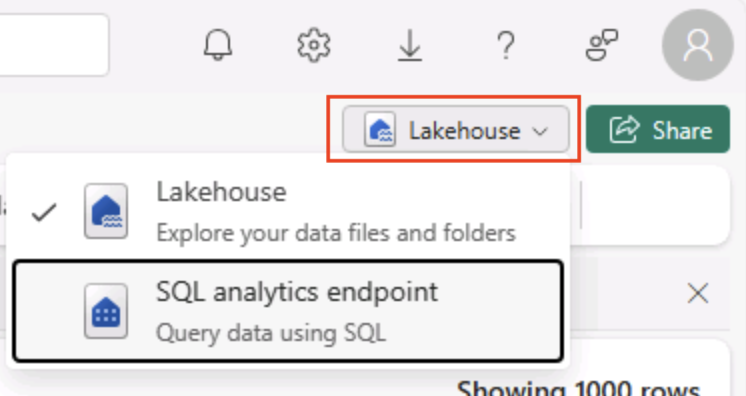 Lakehouse
Share
Lakehouse
Explore your data files and folders
SQL analytics endpoint
Query data using SQL
Showing 1000 rows